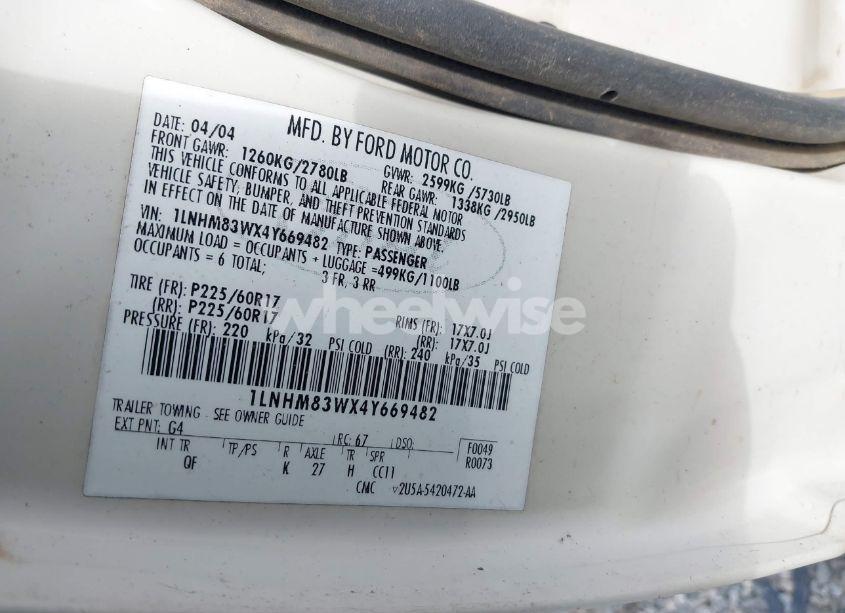 MFD. BY FORD MOTOR CO.
DATE: 04/04 GVWR: 2599KG/5730LB
FRONT GAWR: 1260KG/2780LB REAR GAWR: 1338KG/2950LB
THIS VEHICLE CONFORMS TO ALL APPLICABLE FEDERAL MOTOR
VEHICLE SAFETY, BUMPER, AND THEFT PREVENTION STANDARDS
IN EFFECT ON THE DATE OF MANUFACTURE SHOWN ABOVE.
VIN: 1LNHM83WX4Y669482 TYPE: PASSENGER
MAXIMUM LOAD = OCCUPANTS + LUGGAGE =499KG/1100LB
OCCUPANTS = 6 TOTAL; 3 FR, 3 RR
TIRE (FR): P225/60R17 RIMS (FR): 17X7.0J
(RR): P225/60R17 (RR): 17X7.0J
PRESSURE (FR): 220 kPa/32 PSI COLD (RR): 240 kPa/35 PSI COLD
1LNHM83WX4Y669482
TRAILER TOWING - SEE OWNER GUIDE
EXT PNT: G4 RC: 67 DSO: F0049
INT TR TP/PS R AXLE TR SPR R0073
QF K 27 H CC11
CMC 2U5A-5420472-AA
wheelwise